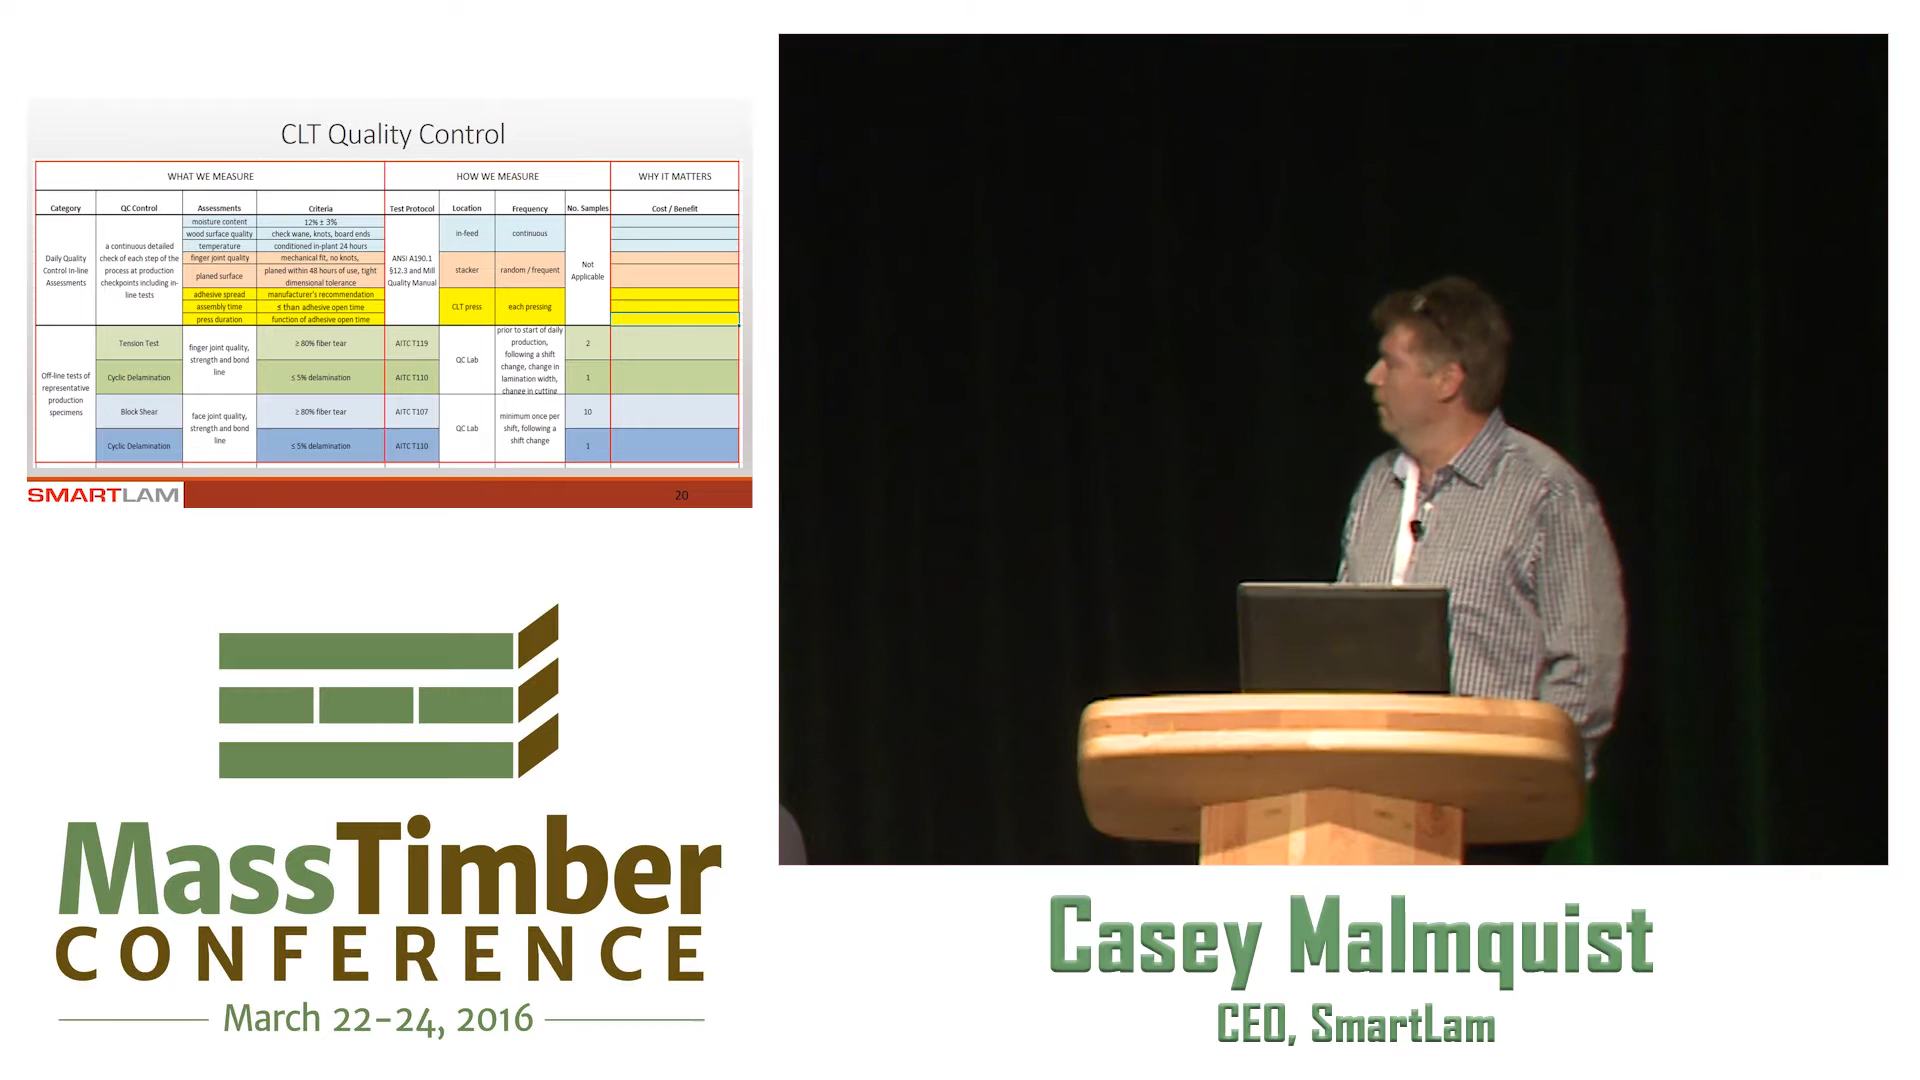 CLT Quality Control
WHAT WE MEASURE
HOW WE MEASURE
WHY IT MATTERS
Category
QC Control
Assessments
Criteria
Test Protocol
Location
Frequency
No. Samples
Cost / Benefit
Daily Quality
Control In-line
Assessments
a continuous detailed
check of each step of the
process at production
checkpoints including in-
line tests
moisture content
12% ± 3%
wood surface quality
check wane, knots, board ends
temperature
conditioned in-plant 24 hours
finger joint quality
mechanical fit, no knots,
planed surface
planed within 48 hours of use, tight
dimensional tolerance
adhesive spread
manufacturer's recommendation
assembly time
≤ than adhesive open time
press duration
function of adhesive open time
ANSI A190.1
§12.3 and Mill
Quality Manual
in-feed
continuous
stacker
random / frequent
CLT press
each pressing
Not
Applicable
Off-line tests of
representative
production
specimens
Tension Test
finger joint quality,
strength and bond
line
≥ 80% fiber tear
AITC T119
QC Lab
prior to start of daily
production,
following a shift
change, change in
lamination width,
change in cutting
2
Cyclic Delamination
≤ 5% delamination
AITC T110
1
Block Shear
face joint quality,
strength and bond
line
≥ 80% fiber tear
AITC T107
QC Lab
minimum once per
shift, following a
shift change
10
Cyclic Delamination
≤ 5% delamination
AITC T110
1
SMARTLAM
20
MassTimber
CONFERENCE
March 22-24, 2016
Casey Malmquist
CEO, SmartLam